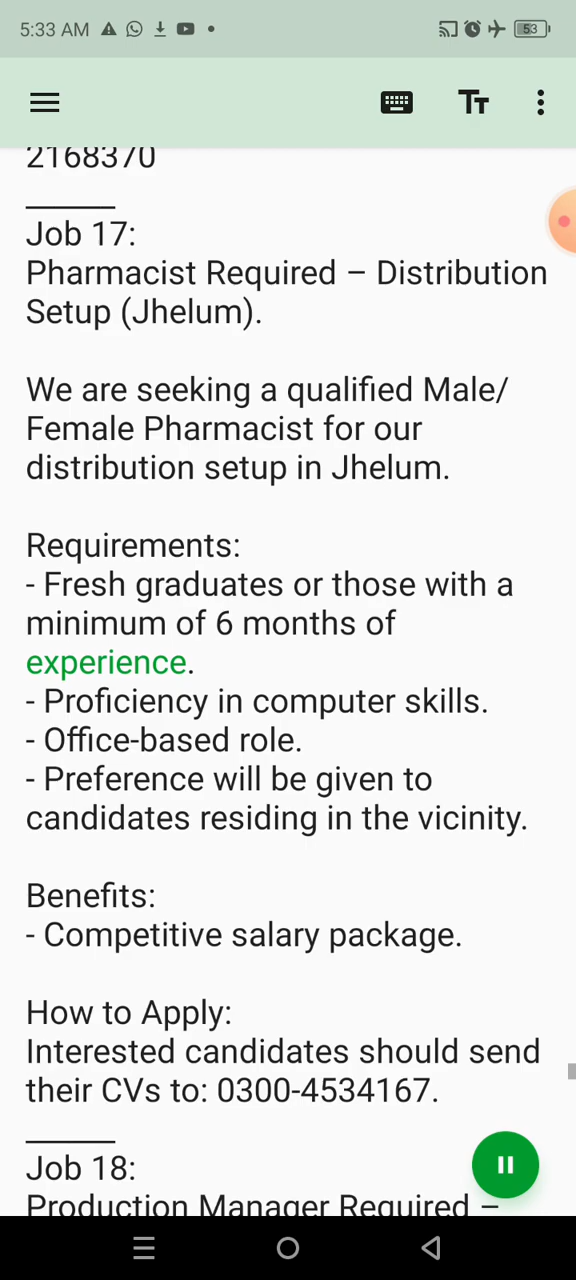 5:33 AM
53
Tт
2168370
Job 17:
Pharmacist Required – Distribution
Setup (Jhelum).
We are seeking a qualified Male/
Female Pharmacist for our
distribution setup in Jhelum.
Requirements:
- Fresh graduates or those with a
minimum of 6 months of
experience.
- Proficiency in computer skills.
- Office-based role.
- Preference will be given to
candidates residing in the vicinity.
Benefits:
- Competitive salary package.
How to Apply:
Interested candidates should send
their CVs to: 0300-4534167.
Job 18:
Production Manager Required –